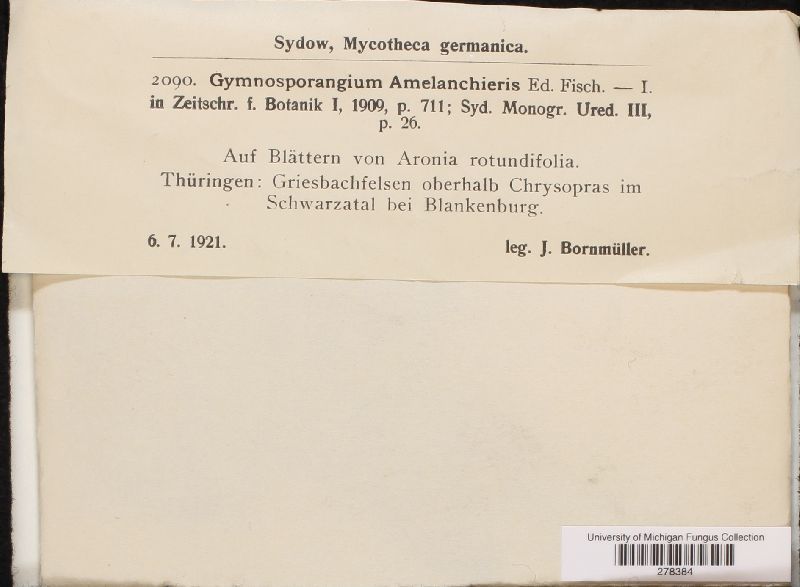 Sydow, Mycotheca germanica.
2090. Gymnosporangium Amelanchieris Ed. Fisch. — I.
in Zeitschr. f. Botanik I, 1909, p. 711; Syd. Monogr. Ured. III,
p. 26.
Auf Blättern von Aronia rotundifolia.
Thüringen: Griesbachfelsen oberhalb Chrysopras im
Schwarzatal bei Blankenburg.
6. 7. 1921. leg. J. Bornmüller.
University of Michigan Fungus Collection
278384